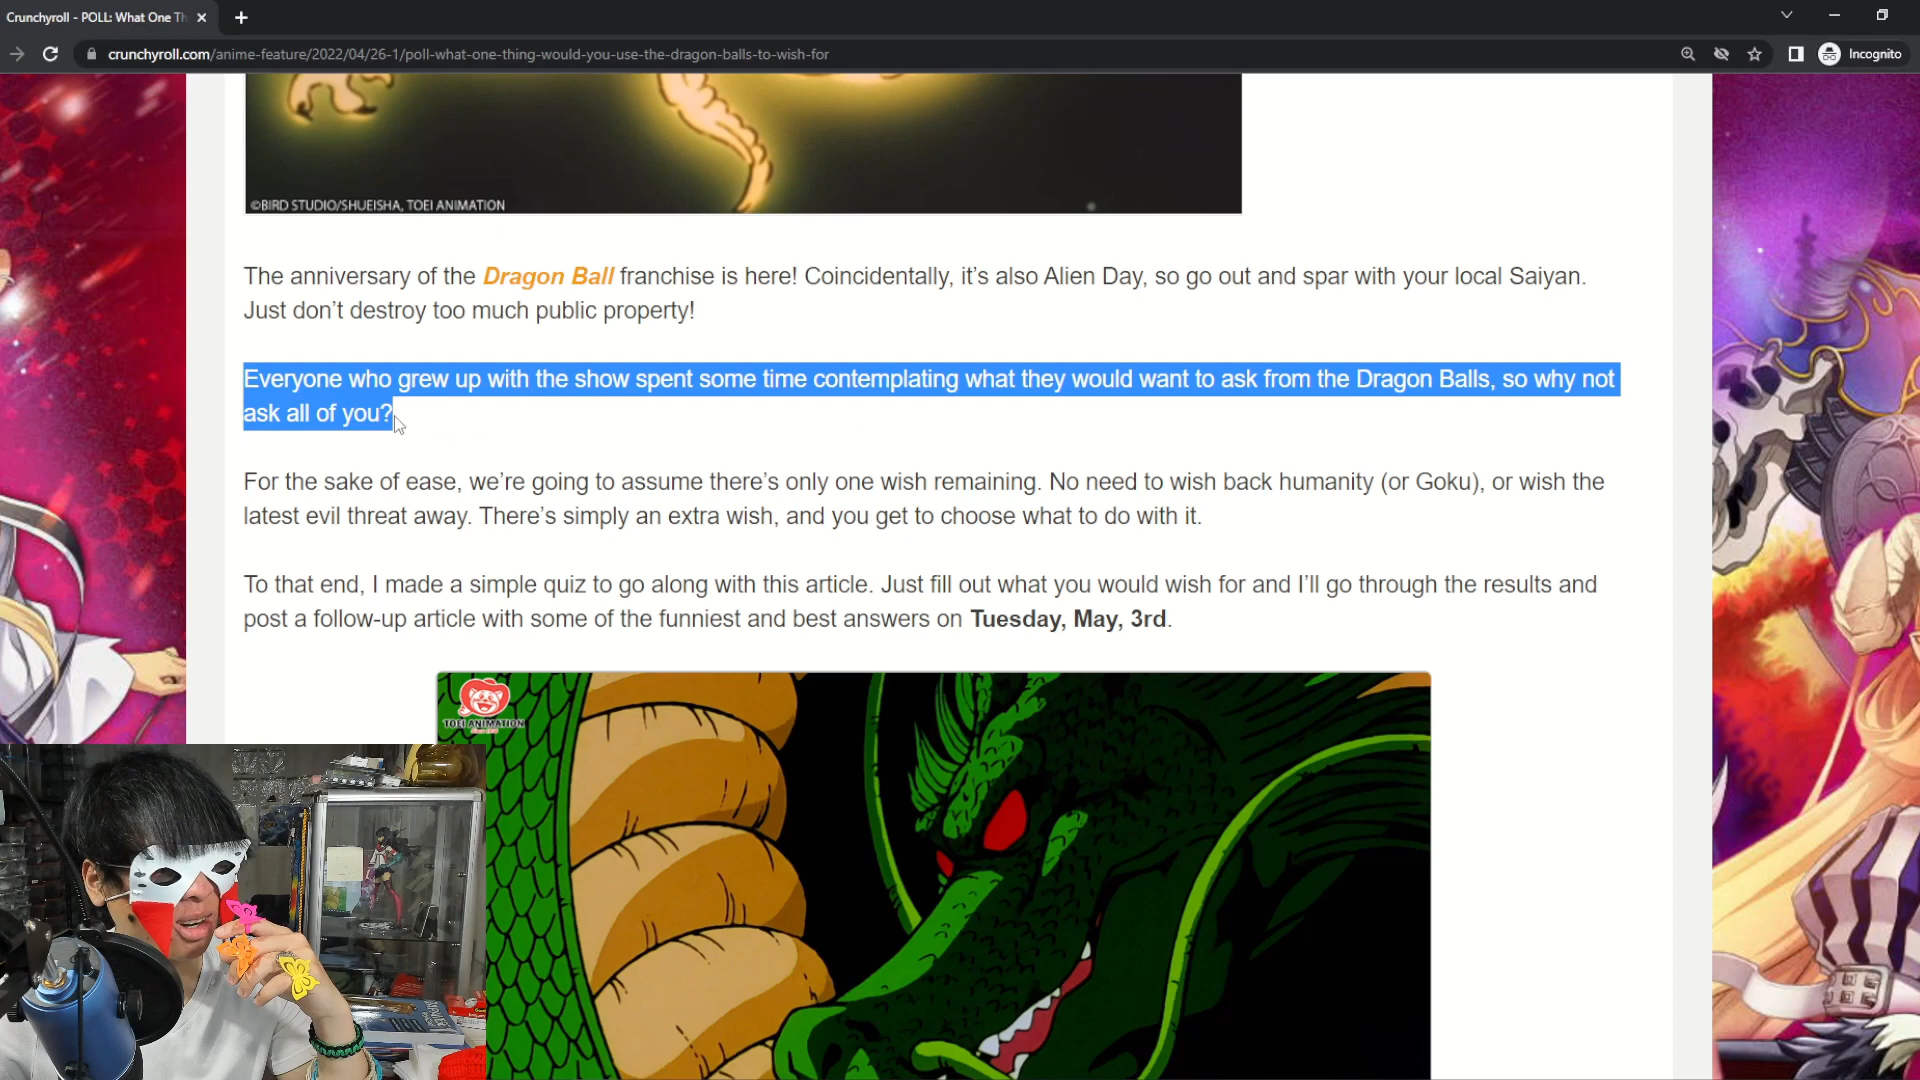 Crunchyroll - POLL: What One Th
crunchyroll.com/anime-feature/2022/04/26-1/poll-what-one-thing-would-you-use-the-dragon-balls-to-wish-for
Incognito
©BIRD STUDIO/SHUEISHA, TOEI ANIMATION
The anniversary of the Dragon Ball franchise is here! Coincidentally, it's also Alien Day, so go out and spar with your local Saiyan.
Just don't destroy too much public property!
Everyone who grew up with the show spent some time contemplating what they would want to ask from the Dragon Balls, so why not
ask all of you?
For the sake of ease, we're going to assume there's only one wish remaining. No need to wish back humanity (or Goku), or wish the
latest evil threat away. There's simply an extra wish, and you get to choose what to do with it.
To that end, I made a simple quiz to go along with this article. Just fill out what you would wish for and I'll go through the results and
post a follow-up article with some of the funniest and best answers on Tuesday, May, 3rd.
TOEI ANIMATION